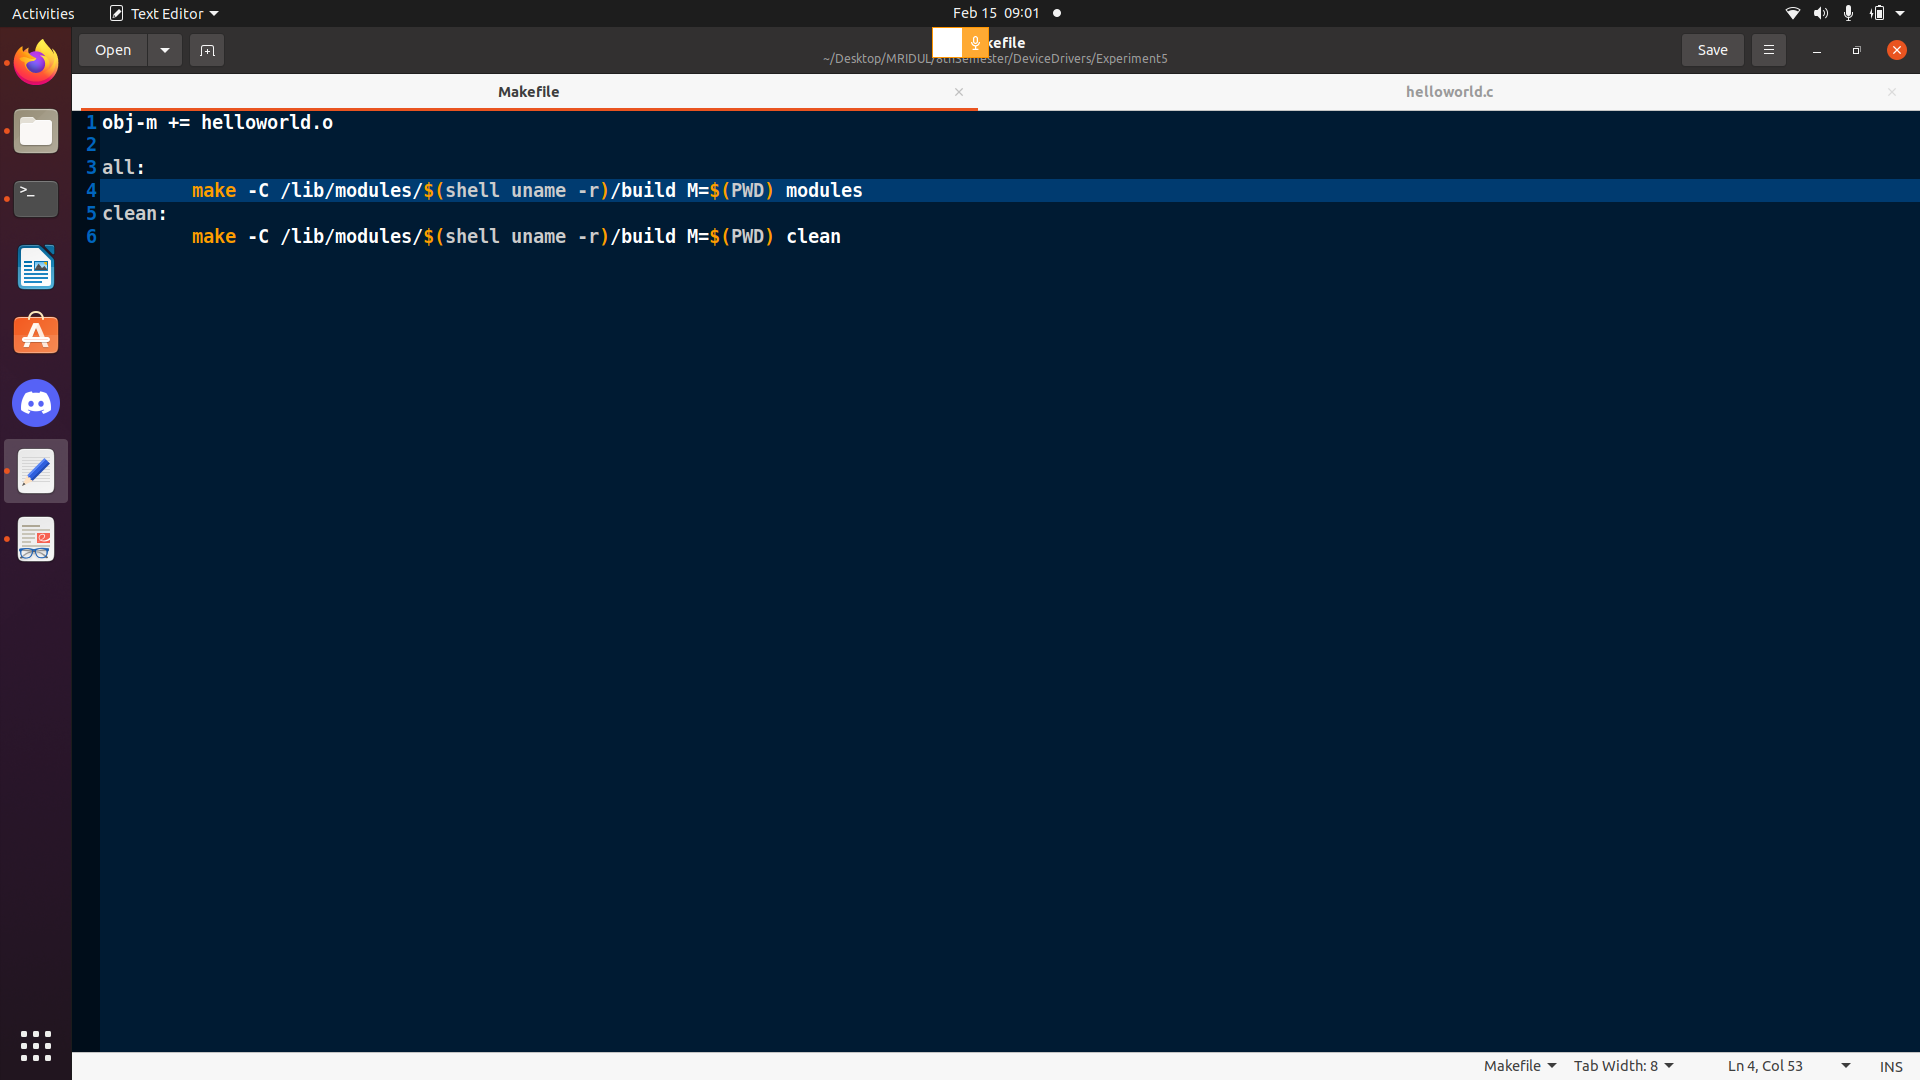 Activities Text Editor Feb 15 09:01
Open kefile Save
~/Desktop/MRIDUL/8thSemester/DeviceDrivers/Experiment5
Makefile helloworld.c
1 obj-m += helloworld.o
2
3 all:
4 make -C /lib/modules/$(shell uname -r)/build M=$(PWD) modules
5 clean:
6 make -C /lib/modules/$(shell uname -r)/build M=$(PWD) clean
Makefile Tab Width: 8 Ln 4, Col 53 INS